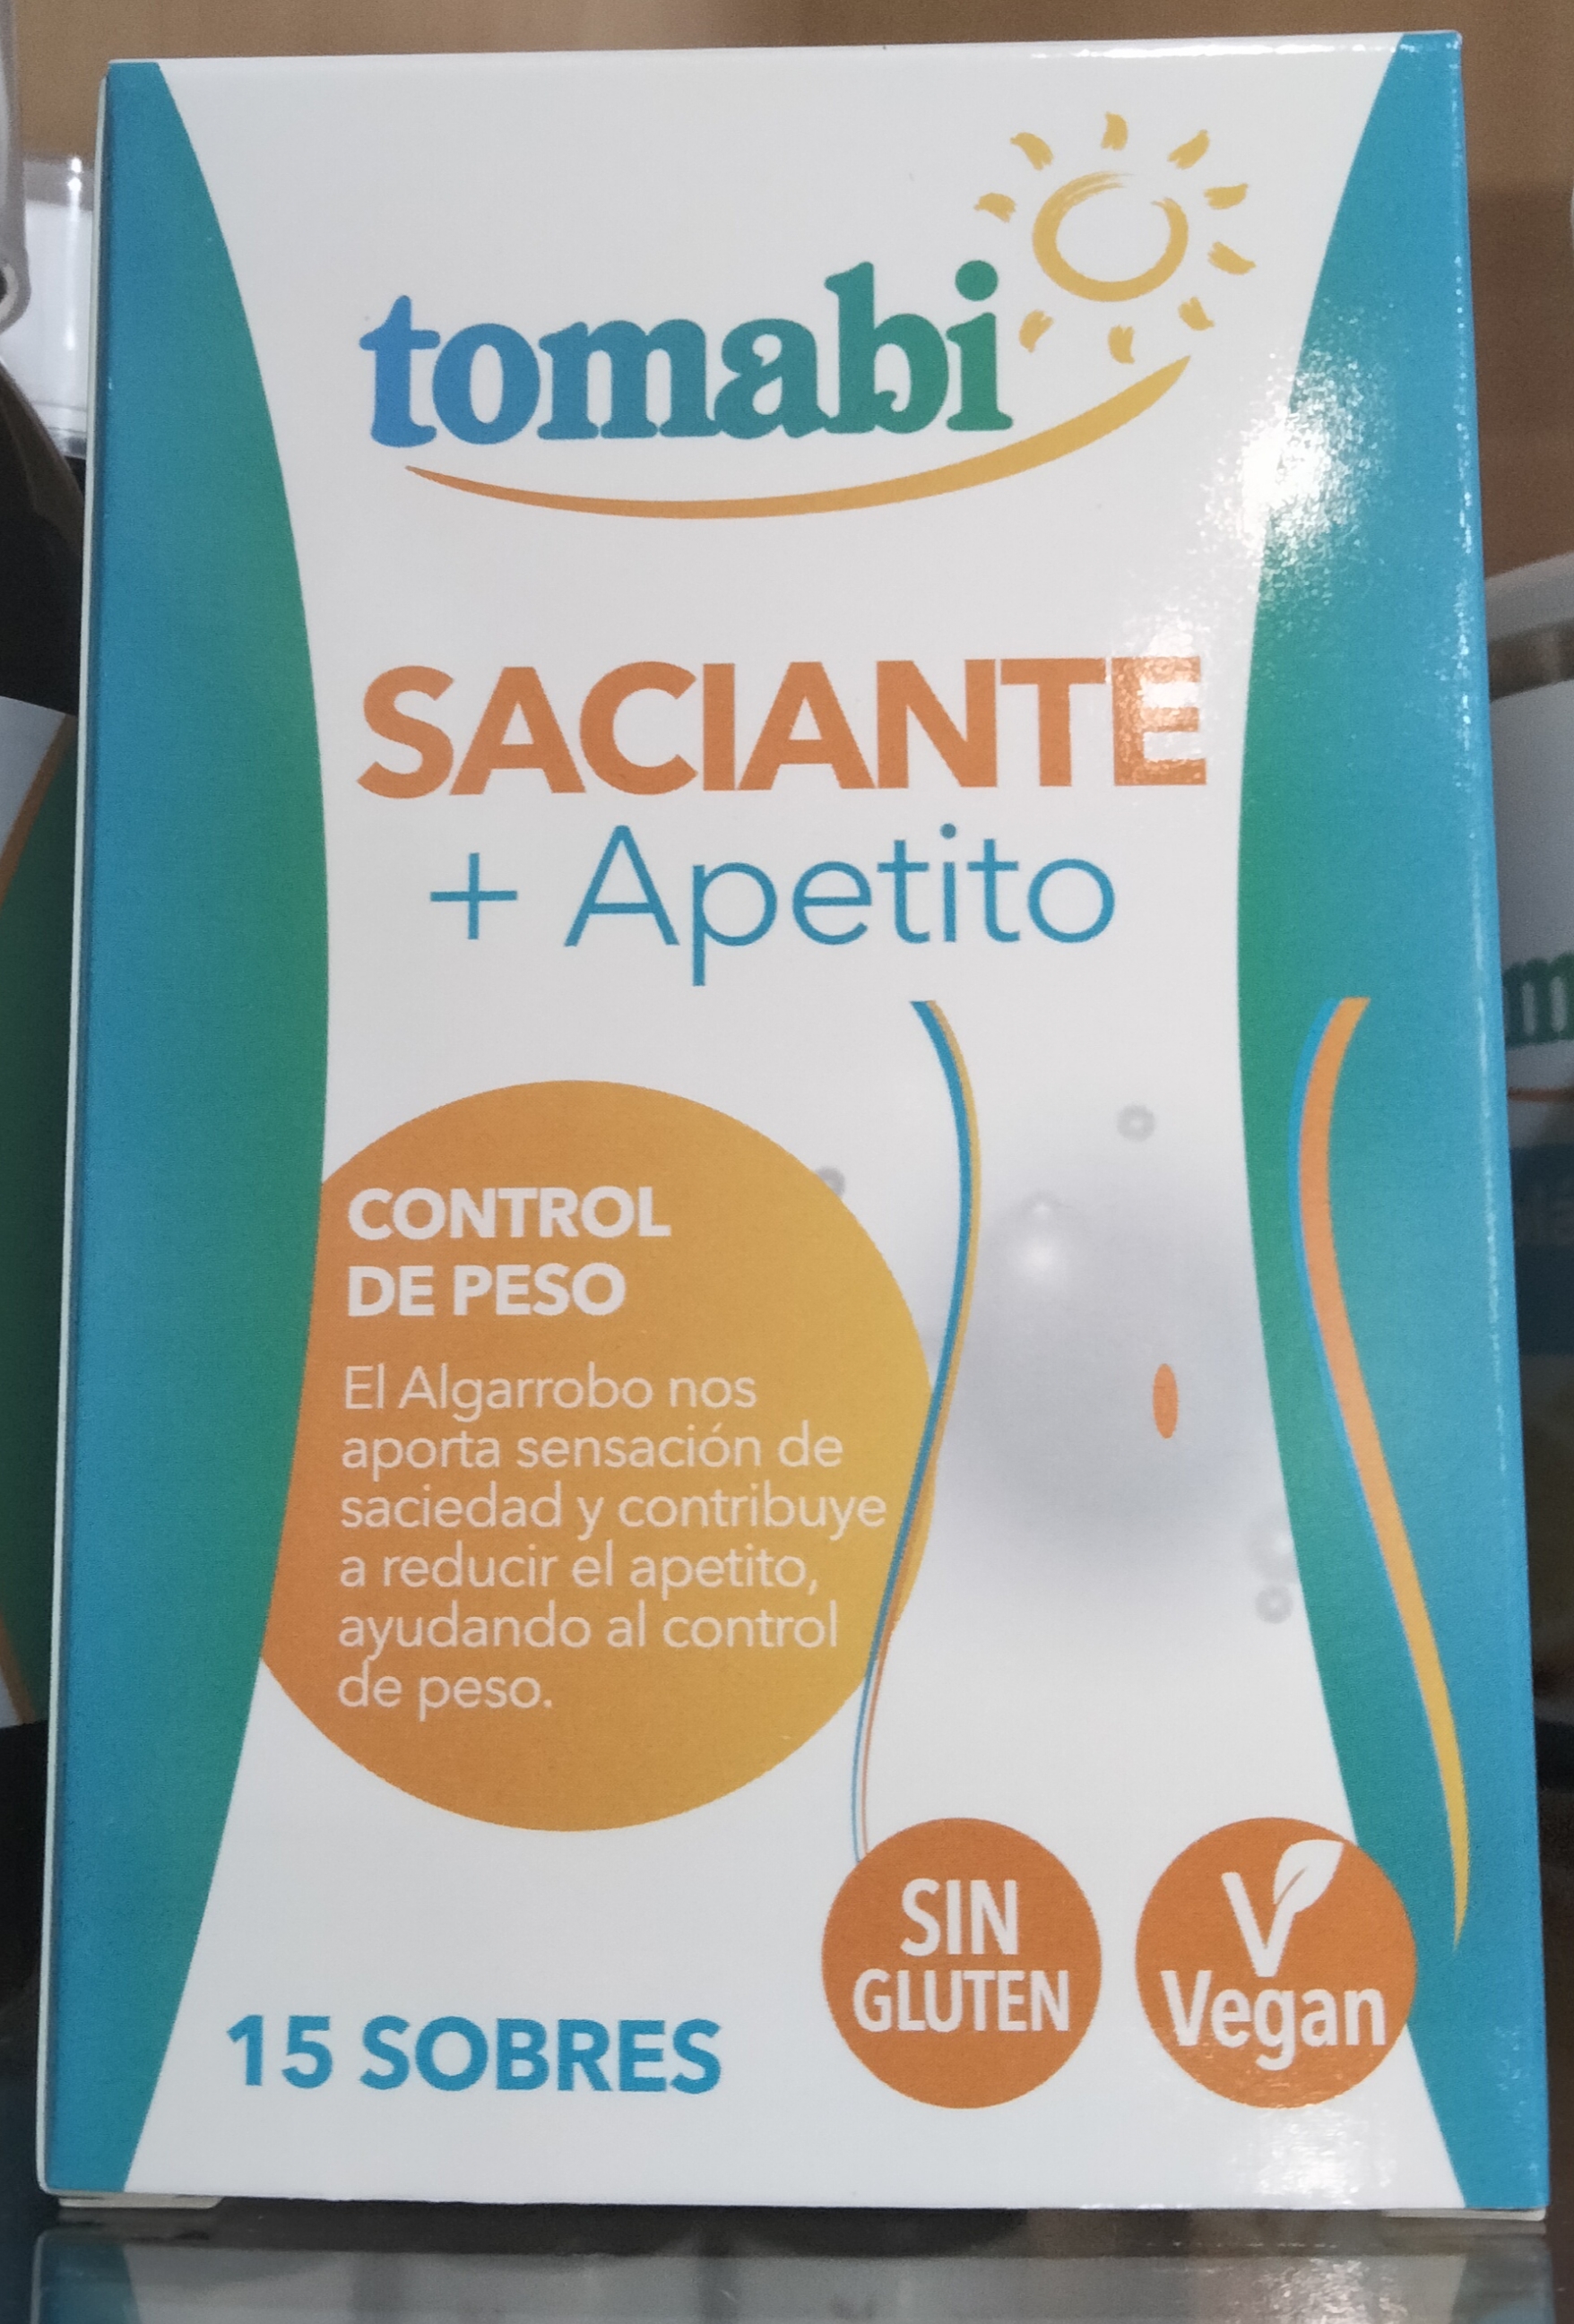 tomabi
SACIANTE
+ Apetito
CONTROL
DE PESO
El Algarrobo nos
aporta sensación de
saciedad y contribuye
a reducir el apetito,
ayudando al control
de peso.
15 SOBRES
SIN
GLUTEN
V
Vegan